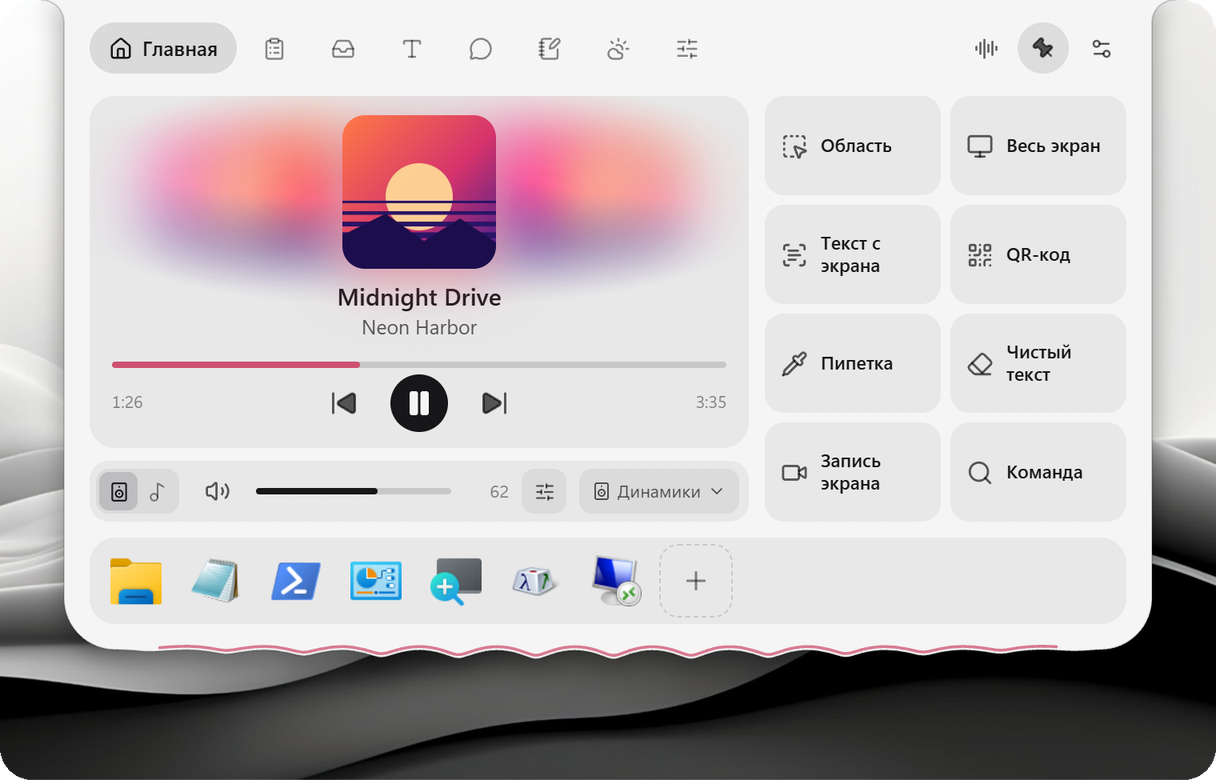 Главная
Midnight Drive
Neon Harbor
1:26
3:35
62
Динамики
Область
Весь экран
Текст с
экрана
QR-код
Пипетка
Чистый
текст
Запись
экрана
Команда